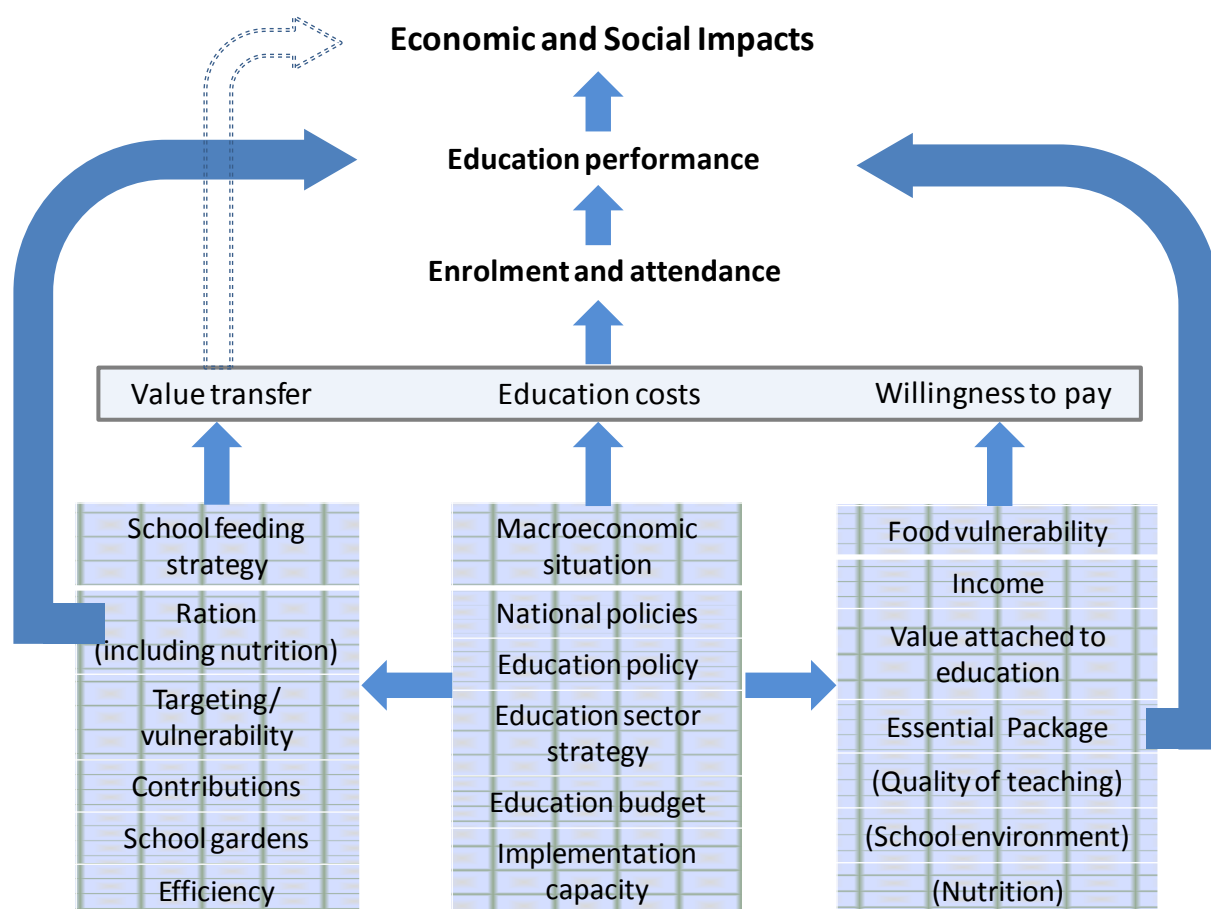 Economic and Social Impacts
Education performance
Enrolment and attendance
Value transfer
Education costs
Willingness to pay
School feeding
strategy
Ration
(including nutrition)
Targeting/
vulnerability
Contributions
School gardens
Efficiency
Macroeconomic
situation
National policies
Education policy
Education sector
strategy
Education budget
Implementation
capacity
Food vulnerability
Income
Value attached to
education
Essential Package
(Quality of teaching)
(School environment)
(Nutrition)